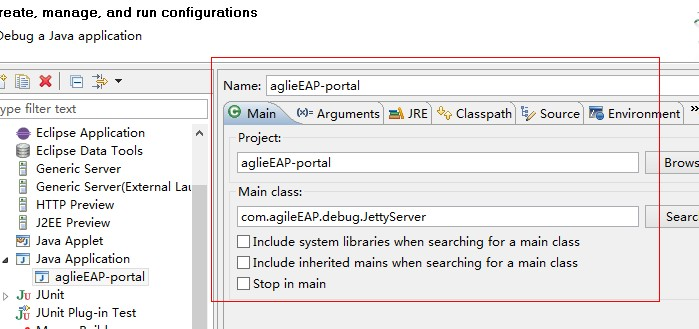 reate, manage, and run configurations
Debug a Java application
ype filter text
Eclipse Application
Eclipse Data Tools
Generic Server
Generic Server(External Lau
HTTP Preview
J2EE Preview
Java Applet
Java Application
aglieEAP-portal
JUnit
JUnit Plug-in Test
Name: aglieEAP-portal
Main (x)= Arguments JRE Classpath Source Environment »
Project:
aglieEAP-portal Brows
Main class:
com.agileEAP.debug.JettyServer Searc
Include system libraries when searching for a main class
Include inherited mains when searching for a main class
Stop in main